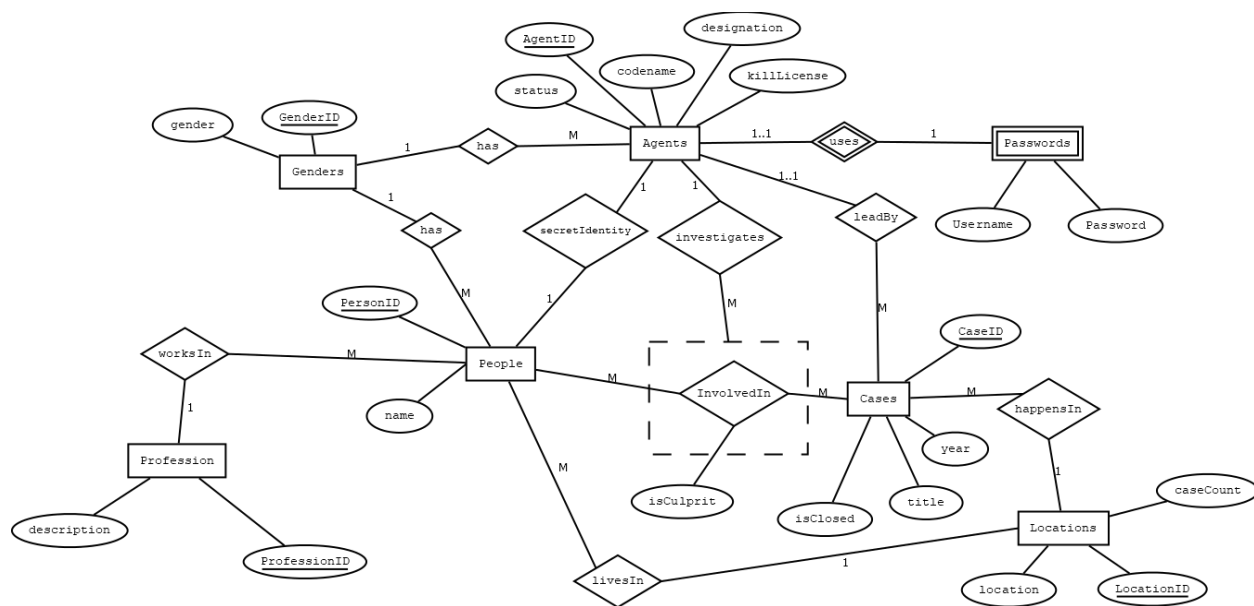 designation
AgentID
codename
killLicense
status
GenderID
gender
1..1
1
M
uses
has
Agents
Passwords
1
Genders
1..1
1
1
1
leadBy
has
secretIdentity
investigates
Username
Password
M
1
PersonID
M
M
CaseID
worksIn
M
People
M
InvolvedIn
M
Cases
M
happensIn
1
name
year
Profession
M
1
isCulprit
title
caseCount
isClosed
description
Locations
ProfessionID
1
livesIn
location
LocationID